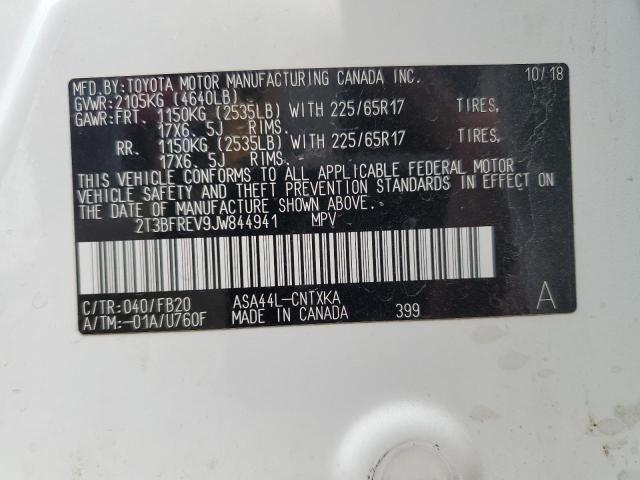 MFD.BY:TOYOTA MOTOR MANUFACTURING CANADA INC. 10/18
GVWR:2105KG (4640LB)
GAWR:FRT. 1150KG (2535LB) WITH 225/65R17 TIRES,
17X6. 5J RIMS.
RR. 1150KG (2535LB) WITH 225/65R17 TIRES,
17X6. 5J RIMS.
THIS VEHICLE CONFORMS TO ALL APPLICABLE FEDERAL MOTOR
VEHICLE SAFETY AND THEFT PREVENTION STANDARDS IN EFFECT ON
THE DATE OF MANUFACTURE SHOWN ABOVE.
2T3BFREV9JW844941 MPV
C/TR:040/FB20 ASA44L-CNTXKA A
A/TM:-01A/U760F MADE IN CANADA 399